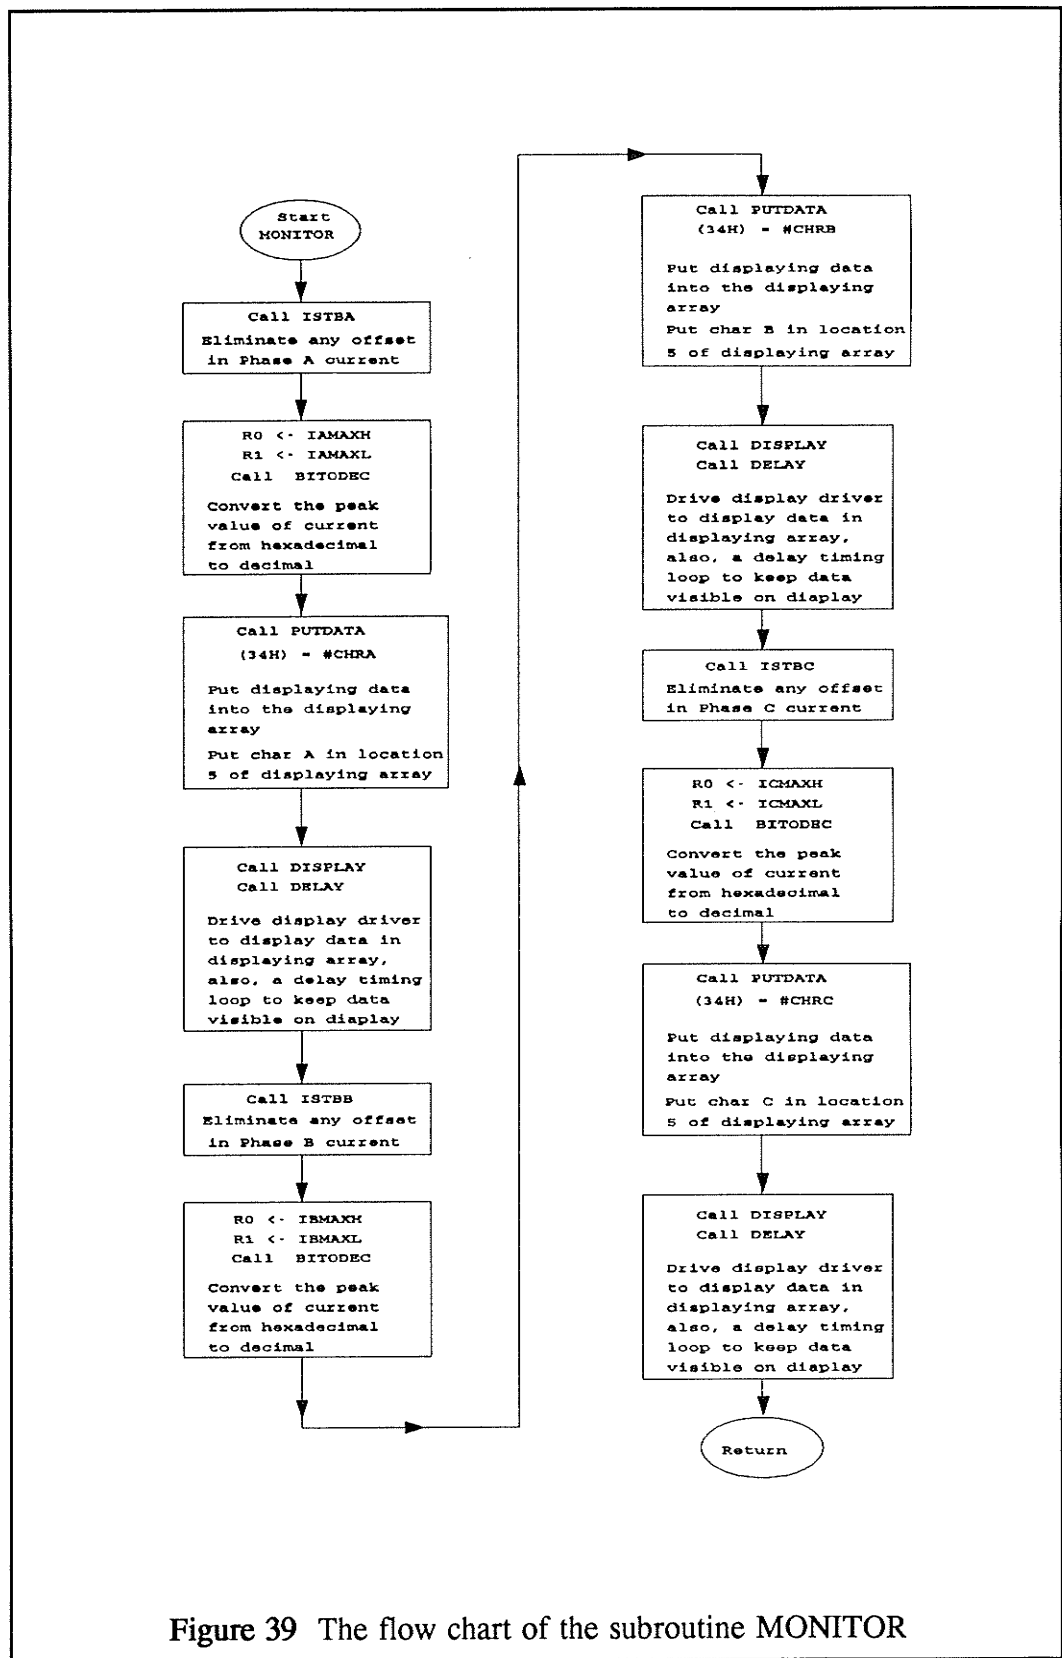 Start
MONITOR
Call ISTBA
Eliminate any offset
in Phase A current
R0 <- IAMAXH
R1 <- IAMAXL
Call BITODEC
Convert the peak
value of current
from hexadecimal
to decimal
Call PUTDATA
(34H) - #CHRA
Put displaying data
into the displaying
array
Put char A in location
5 of displaying array
Call DISPLAY
Call DELAY
Drive display driver
to display data in
displaying array,
also, a delay timing
loop to keep data
visible on diaplay
Call ISTBB
Eliminate any offset
in Phase B current
R0 <- IBMAXH
R1 <- IBMAXL
Call BITODEC
Convert the peak
value of current
from hexadecimal
to decimal
Call PUTDATA
(34H) - #CHRB
Put displaying data
into the displaying
array
Put char B in location
5 of displaying array
Call DISPLAY
Call DELAY
Drive display driver
to display data in
displaying array,
also, a delay timing
loop to keep data
visible on display
Call ISTBC
Eliminate any offset
in Phase C current
R0 <- ICMAXH
R1 <- ICMAXL
Call BITODEC
Convert the peak
value of current
from hexadecimal
to decimal
Call PUTDATA
(34H) - #CHRC
Put displaying data
into the displaying
array
Put char C in location
5 of displaying array
Call DISPLAY
Call DELAY
Drive display driver
to display data in
displaying array,
also, a delay timing
loop to keep data
visible on display
Return
Figure 39 The flow chart of the subroutine MONITOR